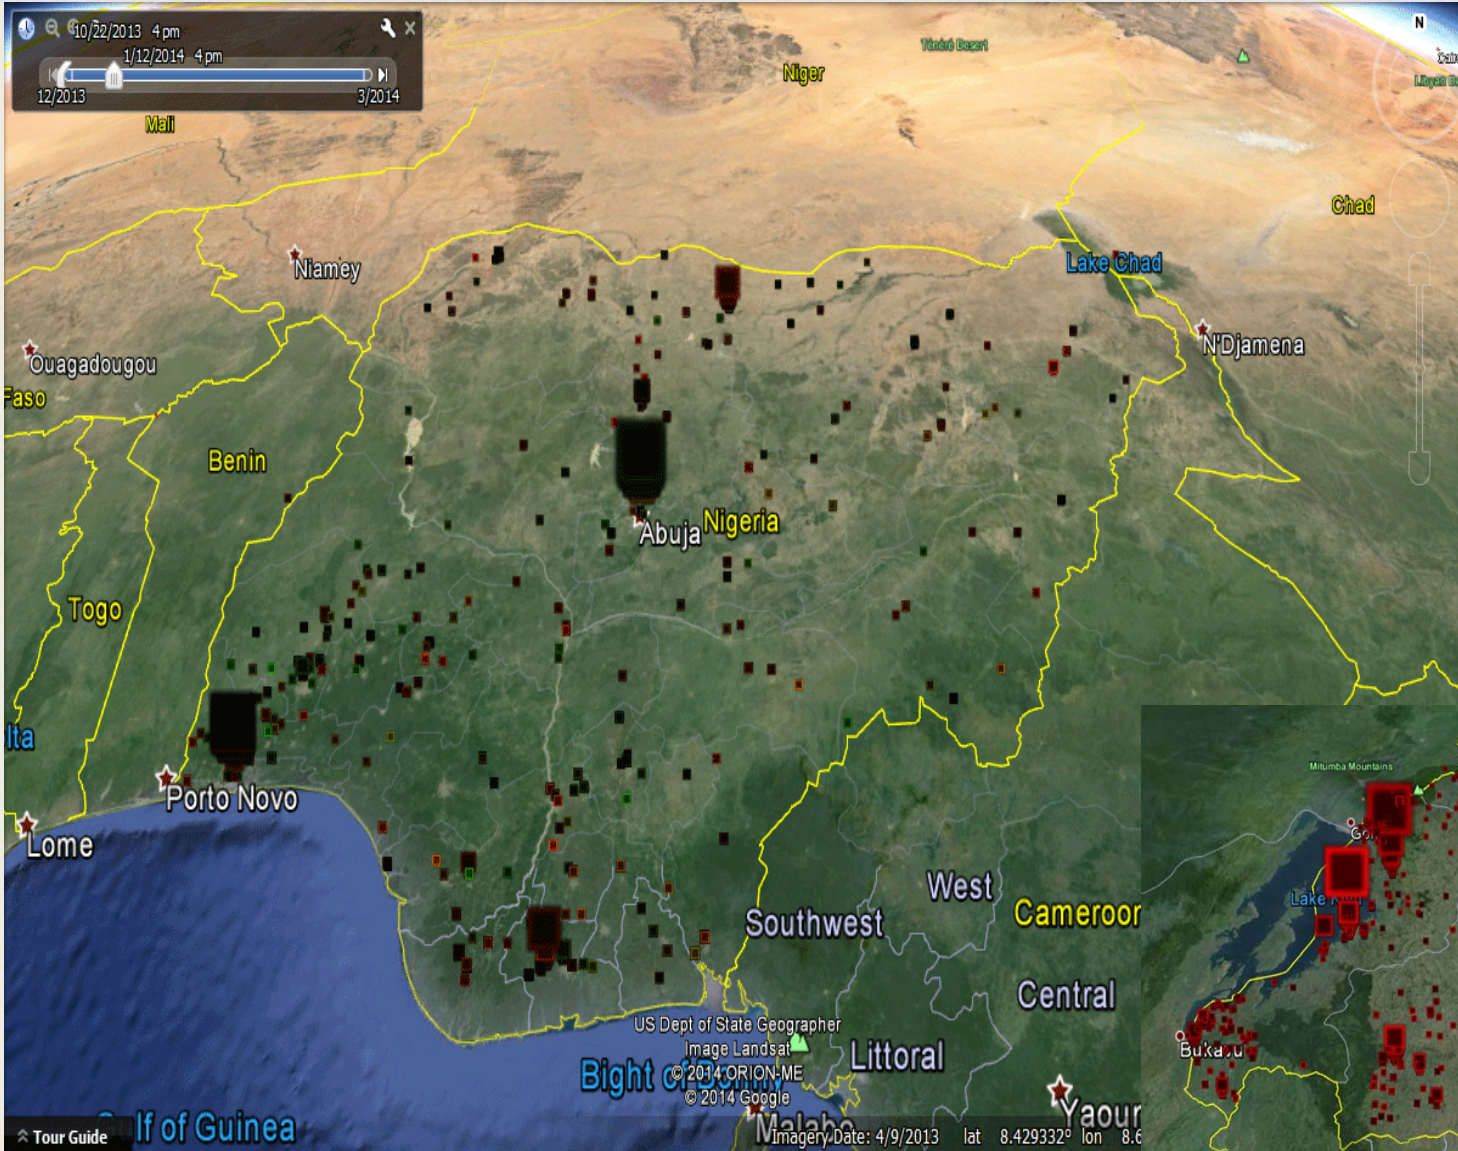 10/22/2013 4 pm
1/12/2014 4 pm
12/2013
3/2014
N
Ténéré Desert
Niger
Mali
Chad
Niamey
Lake Chad
N'Djamena
Ouagadougou
Faso
Benin
Abuja
Nigeria
Togo
Porto Novo
Lome
Mitumba Mountains
Lake
Bukavu
West
Southwest
Cameroon
Central
US Dept of State Geographer
Image Landsat
© 2014 ORION-ME
© 2014 Google
Littoral
Bight of Bonny
Gulf of Guinea
Malabo
Tour Guide
Imagery Date: 4/9/2013 lat 8.429332° lon 8.6